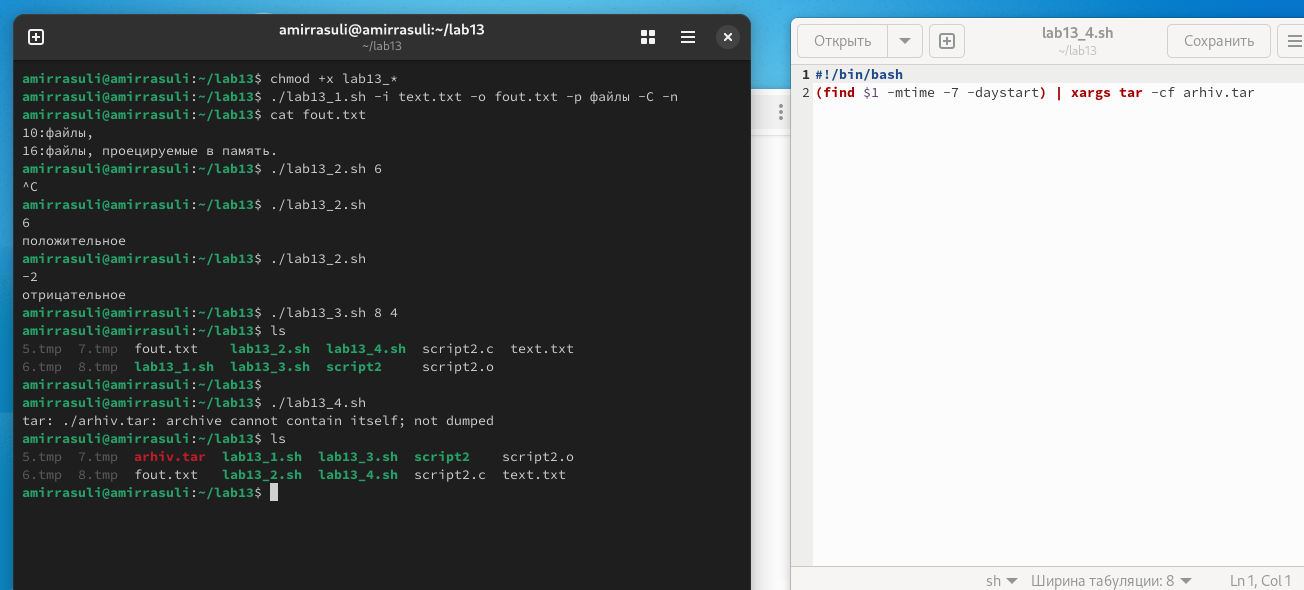 amirrasuli@amirrasuli:~/lab13
~/lab13
amirrasuli@amirrasuli:~/lab13$ chmod +x lab13_*
amirrasuli@amirrasuli:~/lab13$ ./lab13_1.sh -i text.txt -o fout.txt -p файлы -C -n
amirrasuli@amirrasuli:~/lab13$ cat fout.txt
10:файлы,
16:файлы, проецируемые в память.
amirrasuli@amirrasuli:~/lab13$ ./lab13_2.sh 6
^C
amirrasuli@amirrasuli:~/lab13$ ./lab13_2.sh
6
положительное
amirrasuli@amirrasuli:~/lab13$ ./lab13_2.sh
-2
отрицательное
amirrasuli@amirrasuli:~/lab13$ ./lab13_3.sh 8 4
amirrasuli@amirrasuli:~/lab13$ ls
5.tmp 7.tmp fout.txt lab13_2.sh lab13_4.sh script2.c text.txt
6.tmp 8.tmp lab13_1.sh lab13_3.sh script2 script2.o
amirrasuli@amirrasuli:~/lab13$
amirrasuli@amirrasuli:~/lab13$ ./lab13_4.sh
tar: ./arhiv.tar: archive cannot contain itself; not dumped
amirrasuli@amirrasuli:~/lab13$ ls
5.tmp 7.tmp arhiv.tar lab13_1.sh lab13_3.sh script2 script2.o
6.tmp 8.tmp fout.txt lab13_2.sh lab13_4.sh script2.c text.txt
amirrasuli@amirrasuli:~/lab13$
Открыть
lab13_4.sh
~/lab13
Сохранить
1 #!/bin/bash
2 (find $1 -mtime -7 -daystart) | xargs tar -cf arhiv.tar
sh Ширина табуляции: 8 Ln 1, Col 1